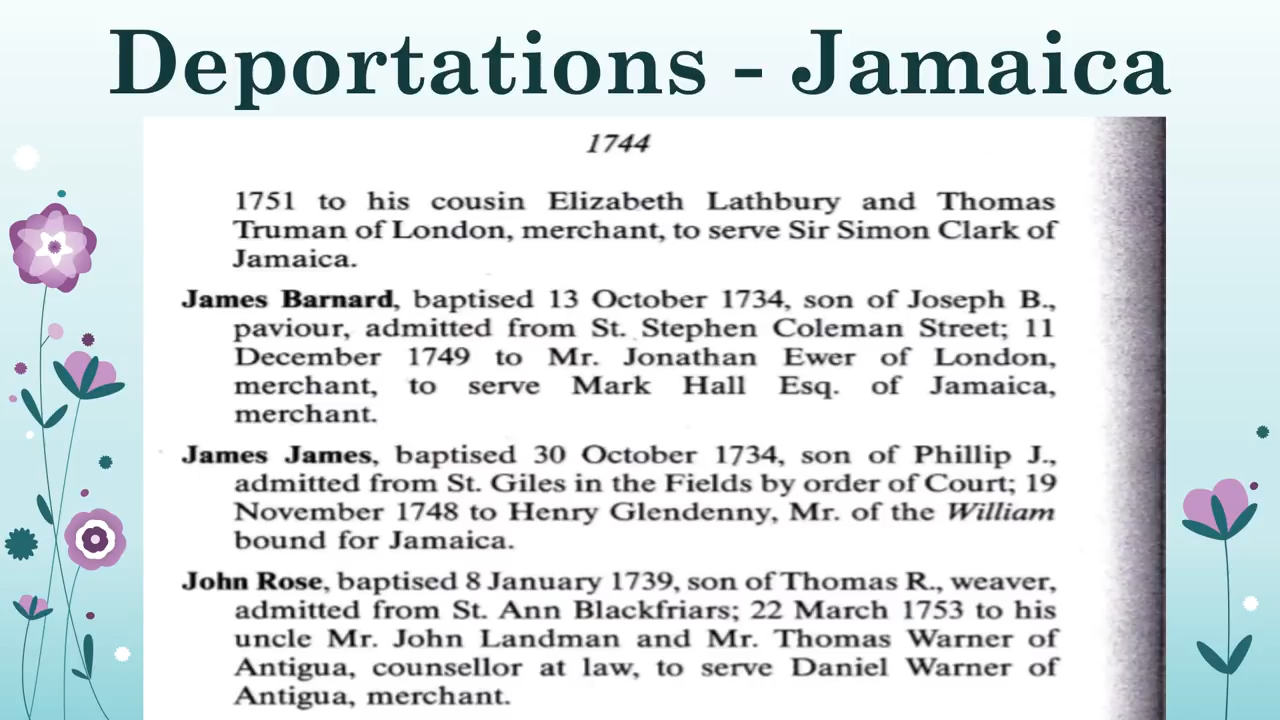 Deportations - Jamaica
1744
1751 to his cousin Elizabeth Lathbury and Thomas
Truman of London, merchant, to serve Sir Simon Clark of
Jamaica.
James Barnard, baptised 13 October 1734, son of Joseph B.,
paviour, admitted from St. Stephen Coleman Street; 11
December 1749 to Mr. Jonathan Ewer of London,
merchant, to serve Mark Hall Esq. of Jamaica,
merchant.
James James, baptised 30 October 1734, son of Phillip J.,
admitted from St. Giles in the Fields by order of Court; 19
November 1748 to Henry Glendenny, Mr. of the William
bound for Jamaica.
John Rose, baptised 8 January 1739, son of Thomas R., weaver,
admitted from St. Ann Blackfriars; 22 March 1753 to his
uncle Mr. John Landman and Mr. Thomas Warner of
Antigua, counsellor at law, to serve Daniel Warner of
Antigua, merchant.